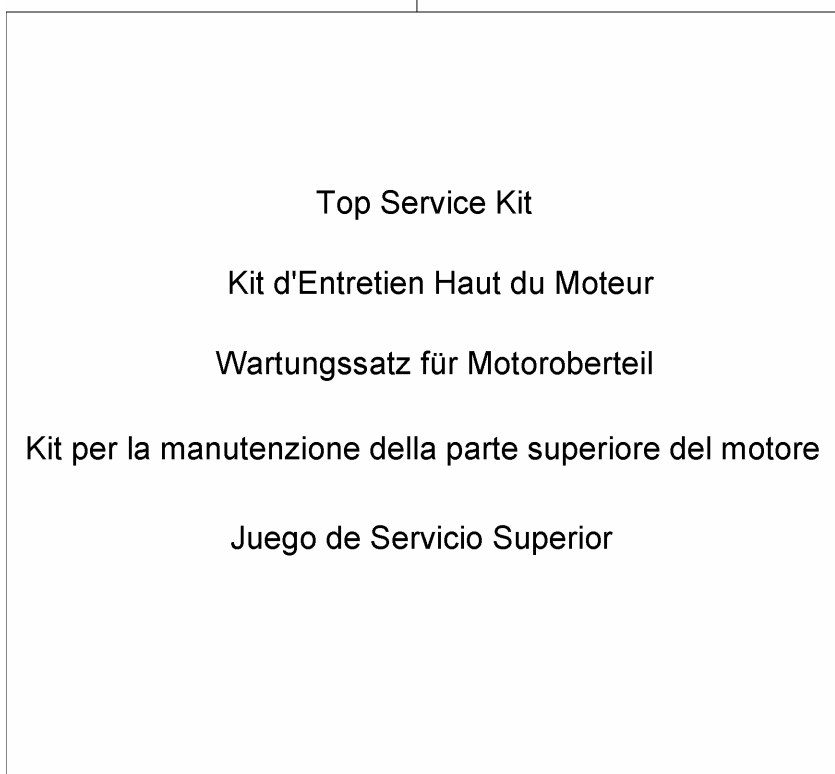 Top Service Kit
Kit d'Entretien Haut du Moteur
Wartungssatz für Motoroberteil
Kit per la manutenzione della parte superiore del motore
Juego de Servicio Superior